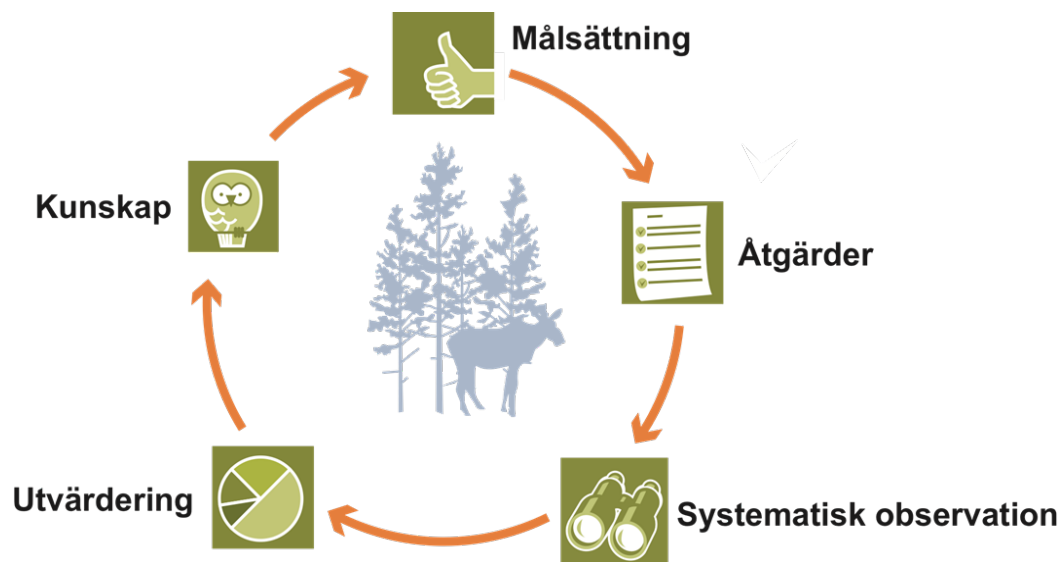 Målsättning
Åtgärder
Systematisk observation
Utvärdering
Kunskap